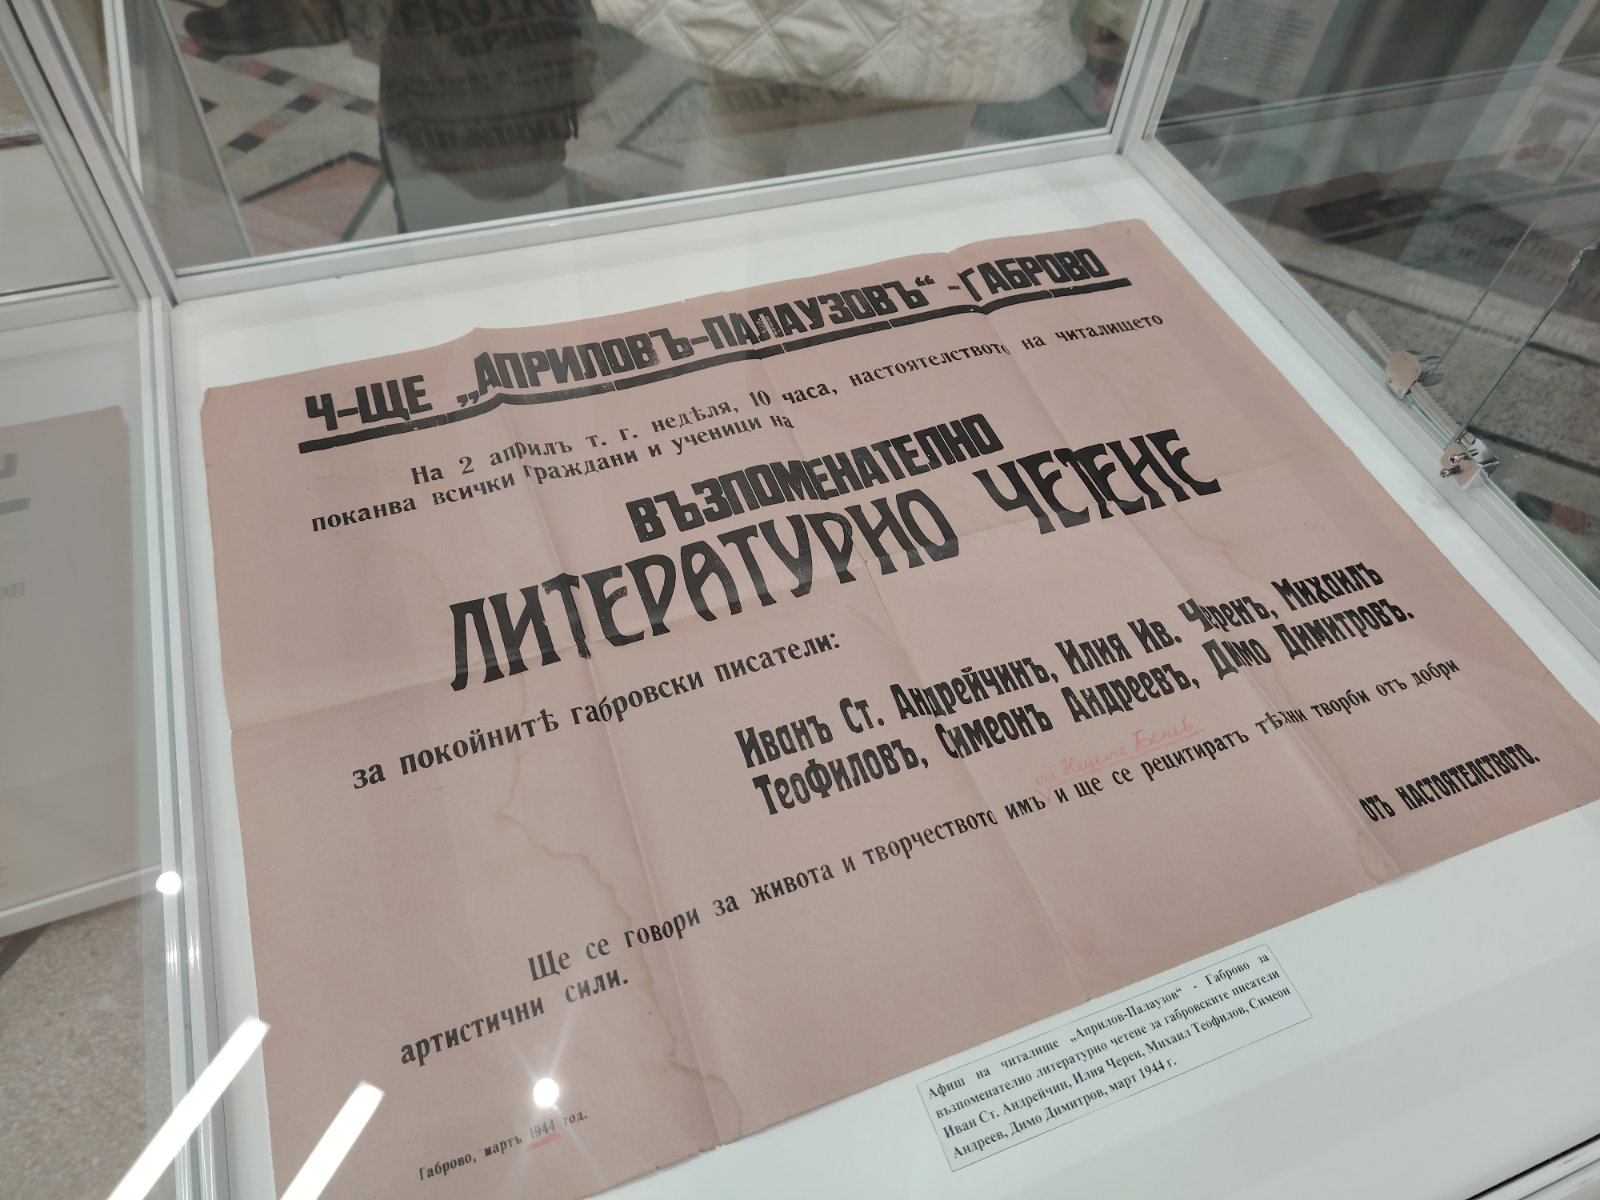 Ч-ЩЕ „АПРИЛОВЪ-ПАЛАУЗОВЪ“ - ГАБРОВО
На 2 априлъ т. г. недѣля, 10 часа, настоятелството на читалището
поканва всички граждани и ученици на
ВЪЗПОМЕНАТЕЛНО
ЛИТЕРАТУРНО ЧЕТЕНЕ
за покойнитѣ габровски писатели:
Иванъ Ст. Андрейчинъ, Илия Ив. Черенъ, Михаилъ
Теофиловъ, Симеонъ Андреевъ, Димо Димитровъ.
от Неделчо Бенев
Ще се говори за живота и творчеството имъ и ще се рецитиратъ тѣхни творби отъ добри
артистични сили.
отъ НАСТОЯТЕЛСТВОТО.
Габрово, мартъ 1944 год.
Афиш на читалище „Априлов-Палаузов“ - Габрово за
възпоменателно литературно четене за габровските писатели
Иван Ст. Андрейчин, Илия Черен, Михаил Теофилов, Симеон
Андреев, Димо Димитров, март 1944 г.